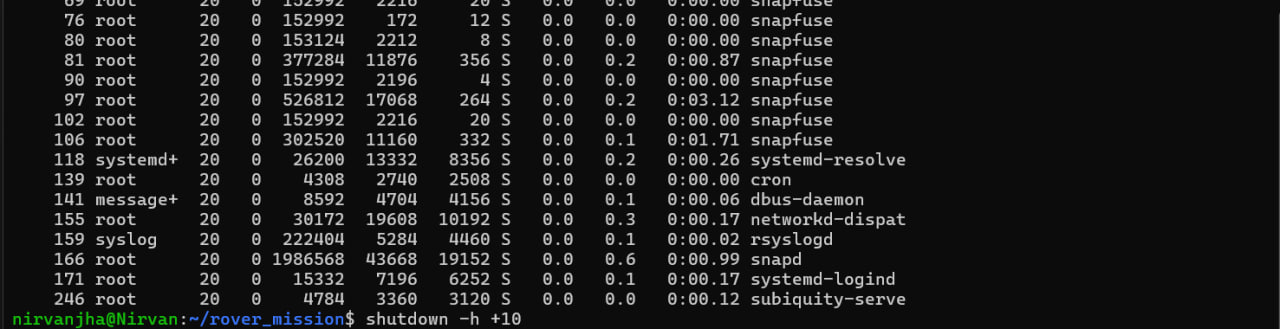 69 root 20 0 152992 2216 20 S 0.0 0.0 0:00.00 snapfuse
76 root 20 0 152992 172 12 S 0.0 0.0 0:00.00 snapfuse
80 root 20 0 153124 2212 8 S 0.0 0.0 0:00.00 snapfuse
81 root 20 0 377284 11876 356 S 0.0 0.2 0:00.87 snapfuse
90 root 20 0 152992 2196 4 S 0.0 0.0 0:00.00 snapfuse
97 root 20 0 526812 17068 264 S 0.0 0.2 0:03.12 snapfuse
102 root 20 0 152992 2216 20 S 0.0 0.0 0:00.00 snapfuse
106 root 20 0 302520 11160 332 S 0.0 0.1 0:01.71 snapfuse
118 systemd+ 20 0 26200 13332 8356 S 0.0 0.2 0:00.26 systemd-resolve
139 root 20 0 4308 2740 2508 S 0.0 0.0 0:00.00 cron
141 message+ 20 0 8592 4704 4156 S 0.0 0.1 0:00.06 dbus-daemon
155 root 20 0 30172 19608 10192 S 0.0 0.3 0:00.17 networkd-dispat
159 syslog 20 0 222404 5284 4460 S 0.0 0.1 0:00.02 rsyslogd
166 root 20 0 1986568 43668 19152 S 0.0 0.6 0:00.99 snapd
171 root 20 0 15332 7196 6252 S 0.0 0.1 0:00.17 systemd-logind
246 root 20 0 4784 3360 3120 S 0.0 0.0 0:00.12 subiquity-serve
nirvanjha@Nirvan:~/rover_mission$ shutdown -h +10